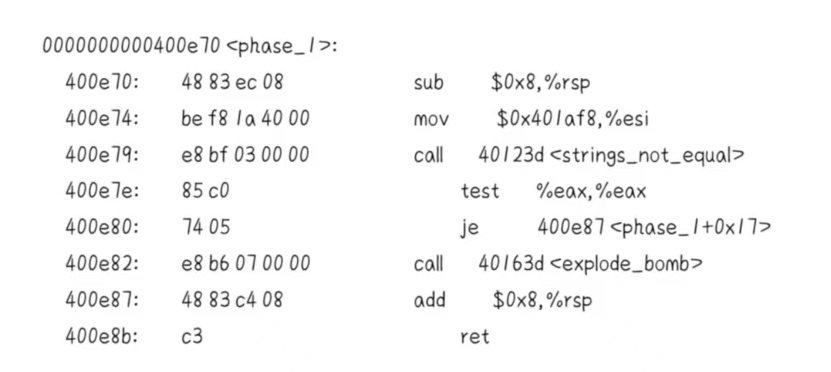 0000000000400e70 <phase_1>:
400e70: 48 83 ec 08 sub $0x8,%rsp
400e74: be f8 1a 40 00 mov $0x401af8,%esi
400e79: e8 bf 03 00 00 call 40123d <strings_not_equal>
400e7e: 85 c0 test %eax,%eax
400e80: 74 05 je 400e87 <phase_1+0x17>
400e82: e8 b6 07 00 00 call 40163d <explode_bomb>
400e87: 48 83 c4 08 add $0x8,%rsp
400e8b: c3 ret